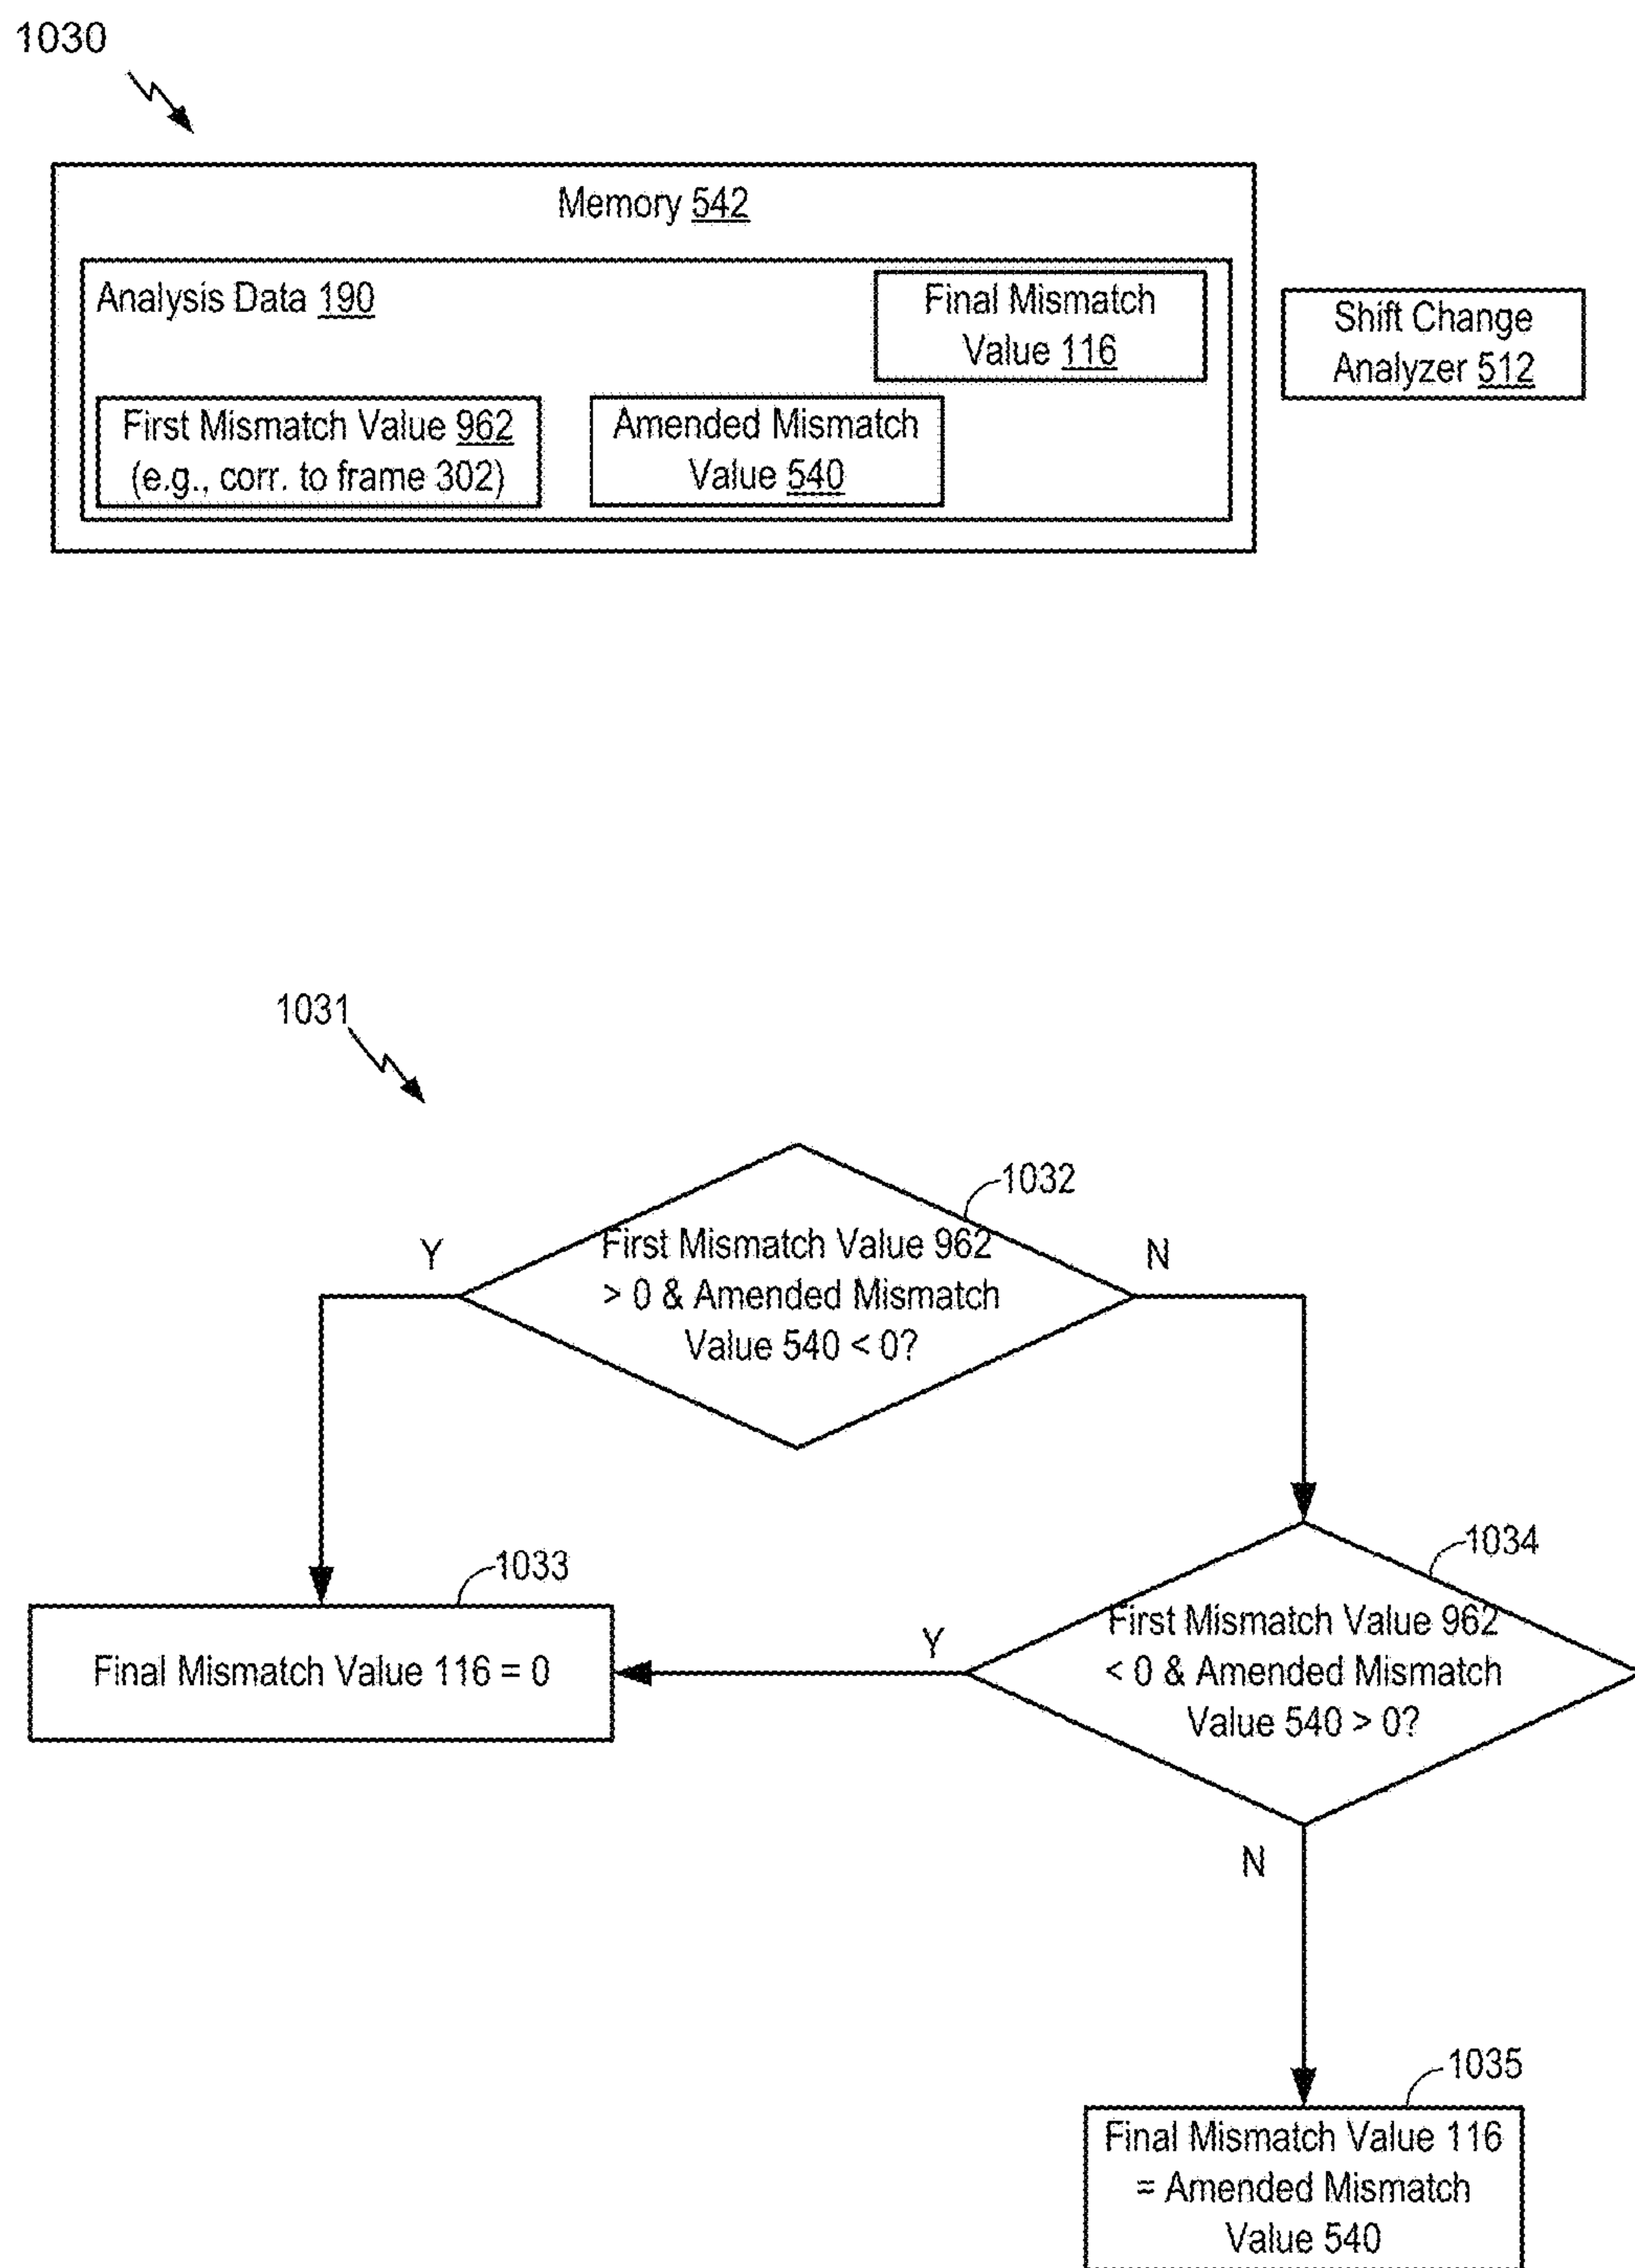 1030
Memory 542
Analysis Data 190
Final Mismatch
Value 116
Shift Change
Analyzer 512
First Mismatch Value 962
(e.g., corr. to frame 302)
Amended Mismatch
Value 540
1031
1032
Y
First Mismatch Value 962
> 0 & Amended Mismatch
Value 540 < 0?
N
1033
Final Mismatch Value 116 = 0
1034
Y
First Mismatch Value 962
< 0 & Amended Mismatch
Value 540 > 0?
N
1035
Final Mismatch Value 116
= Amended Mismatch
Value 540